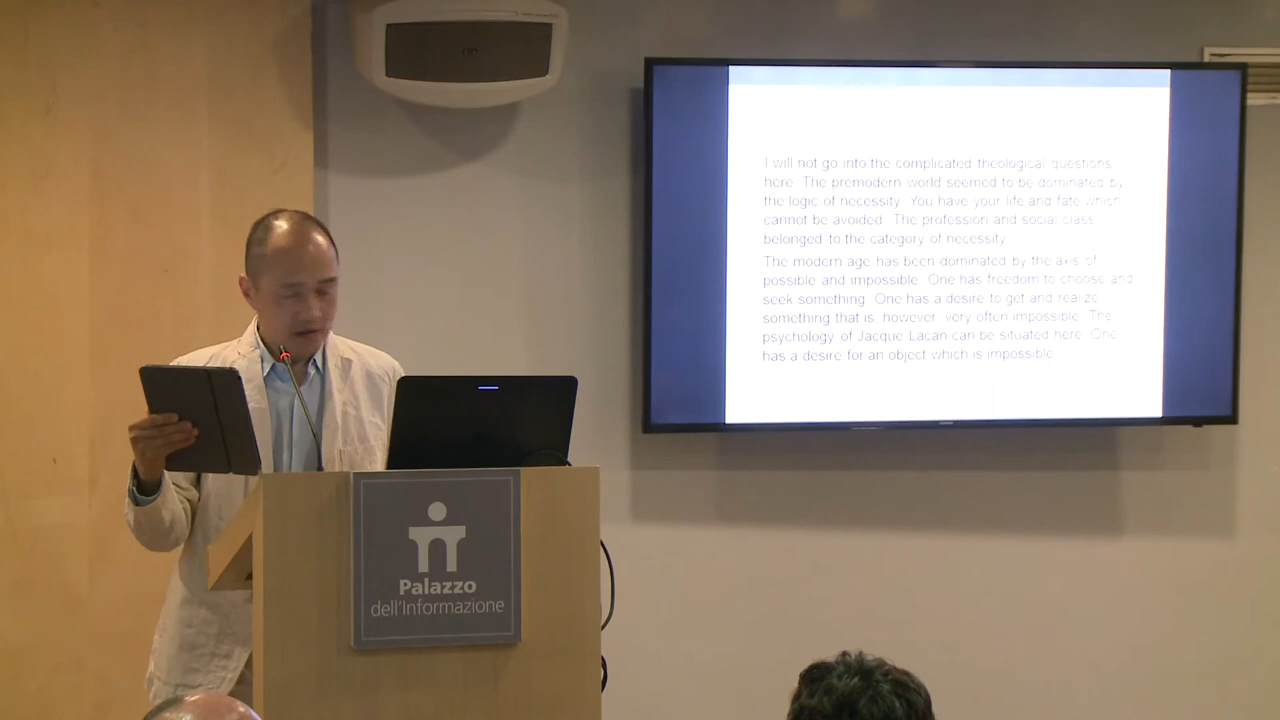 I will not go into the complicated theological questions
here. The premodern world seemed to be dominated by
the logic of necessity. You have your life and fate which
cannot be avoided. The profession and social class
belonged to the category of necessity.
The modern age has been dominated by the axis of
possible and impossible. One has freedom to choose and
seek something. One has a desire to get and realize
something that is, however, very often impossible. The
psychology of Jacque Lacan can be situated here. One
has a desire for an object which is impossible.
Palazzo
dell'Informazione